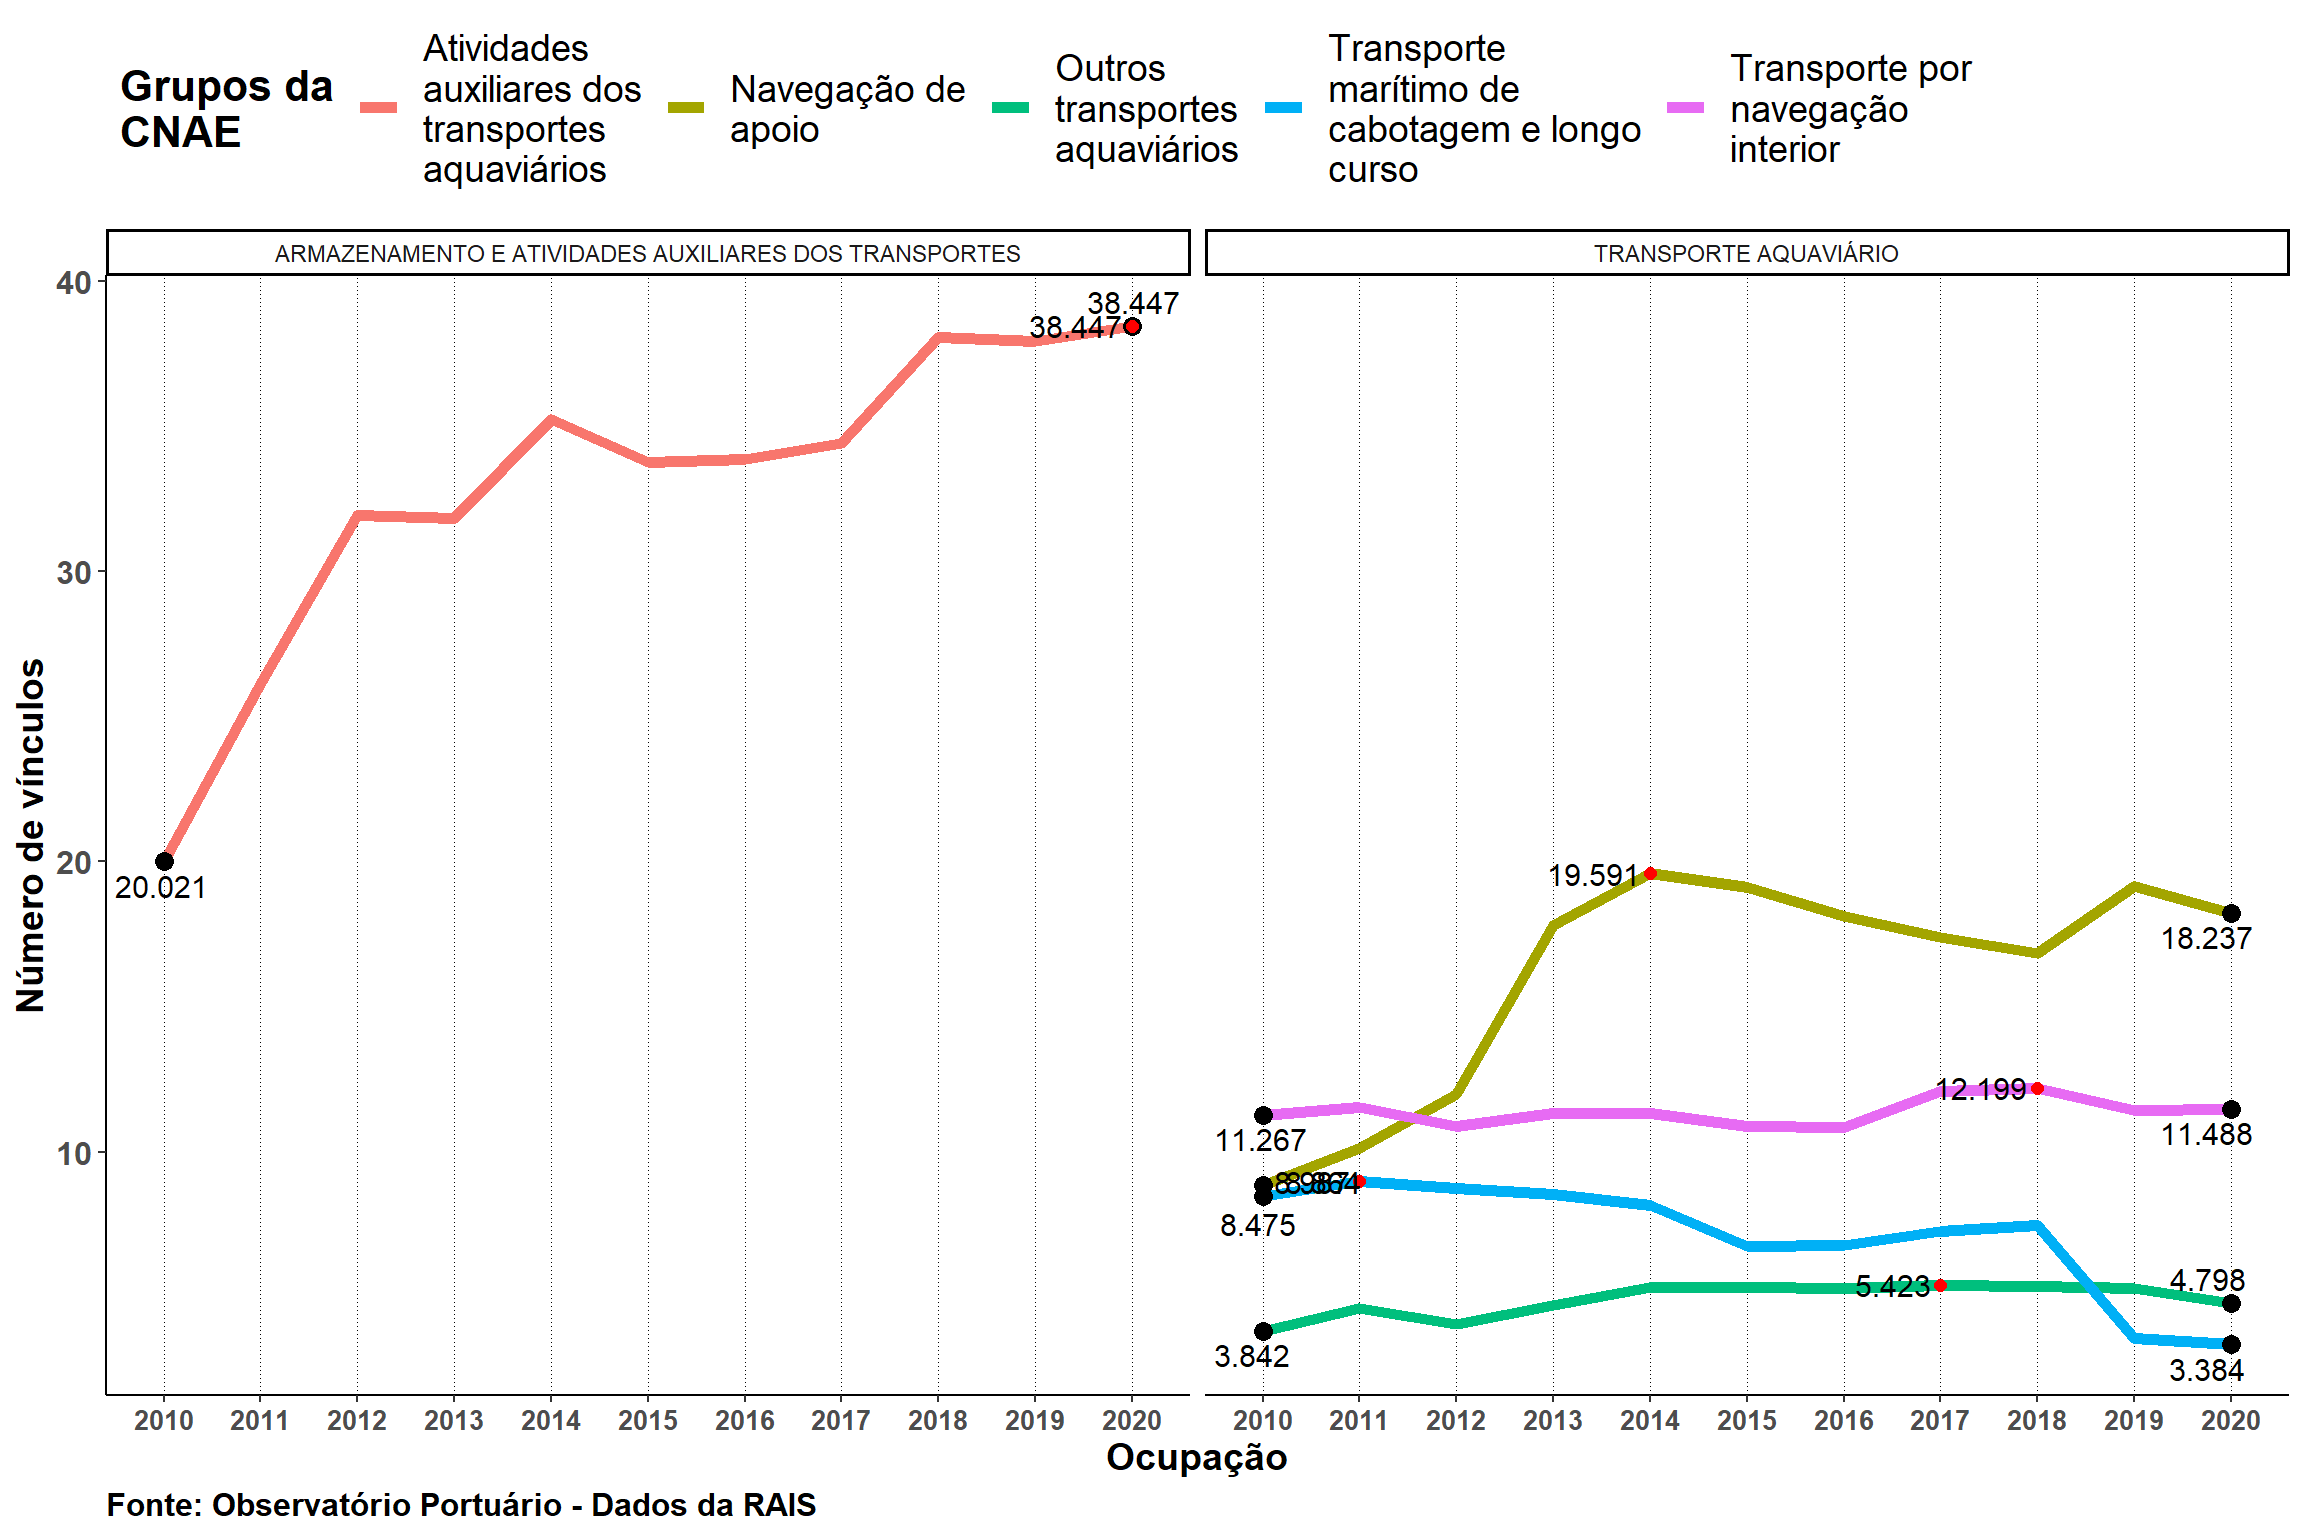 Grupos da
CNAE
Atividades
auxiliares dos
transportes
aquaviários
Navegação de
apoio
Outros
transportes
aquaviários
Transporte
marítimo de
cabotagem e longo
curso
Transporte por
navegação
interior
ARMAZENAMENTO E ATIVIDADES AUXILIARES DOS TRANSPORTES
TRANSPORTE AQUAVIÁRIO
Número de vínculos
40
30
20
10
38.447
38.447
20.021
19.591
18.237
12.199
11.267
11.488
8.475
5.423
4.798
3.842
3.384
2010 2011 2012 2013 2014 2015 2016 2017 2018 2019 2020
2010 2011 2012 2013 2014 2015 2016 2017 2018 2019 2020
Ocupação
Fonte: Observatório Portuário - Dados da RAIS